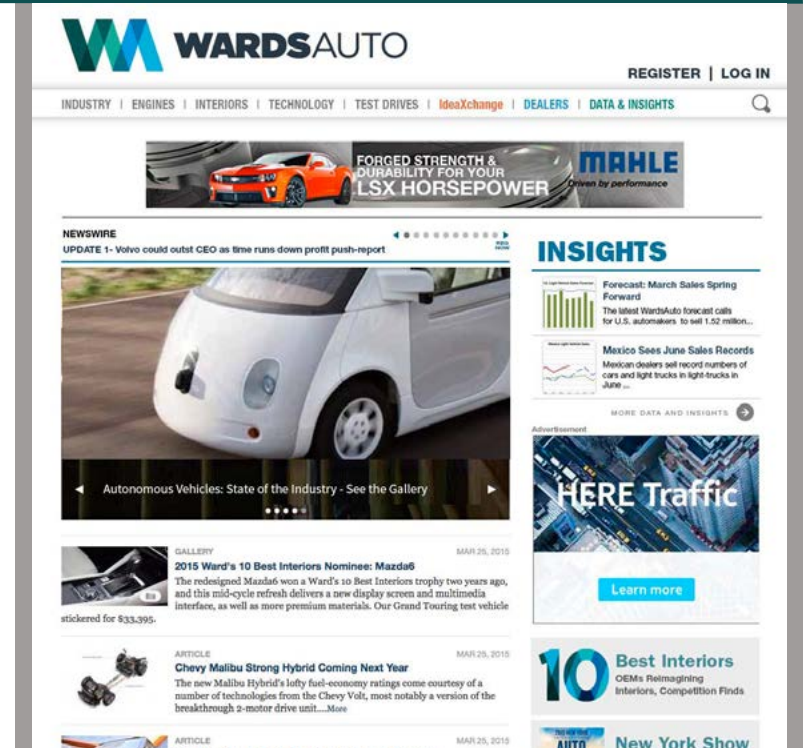 WARDSAUTO
REGISTER | LOG IN
INDUSTRY | ENGINES | INTERIORS | TECHNOLOGY | TEST DRIVES | IdeaXchange | DEALERS | DATA & INSIGHTS
FORGED STRENGTH &
DURABILITY FOR YOUR
LSX HORSEPOWER
MAHLE
Driven by performance
NEWSWIRE
UPDATE 1- Volvo could outst CEO as time runs down profit push-report
Autonomous Vehicles: State of the Industry - See the Gallery
GALLERY MAR 25, 2015
2015 Ward's 10 Best Interiors Nominee: Mazda6
The redesigned Mazda6 won a Ward's 10 Best Interiors trophy two years ago,
and this mid-cycle refresh delivers a new display screen and multimedia
interface, as well as more premium materials. Our Grand Touring test vehicle
stickered for $33,395.
ARTICLE MAR 25, 2015
Chevy Malibu Strong Hybrid Coming Next Year
The new Malibu Hybrid's lofty fuel-economy ratings come courtesy of a
number of technologies from the Chevy Volt, most notably a version of the
breakthrough 2-motor drive unit....More
ARTICLE MAR 25, 2015
INSIGHTS
Forecast: March Sales Spring
Forward
The latest WardsAuto forecast calls
for U.S. automakers to sell 1.52 million...
Mexico Sees June Sales Records
Mexican dealers sell record numbers of
cars and light trucks in light-trucks in
June ...
MORE DATA AND INSIGHTS
Advertisement
HERE Traffic
Learn more
10 Best Interiors
OEMs Reimagining
Interiors, Competition Finds
AUTO
New York Show